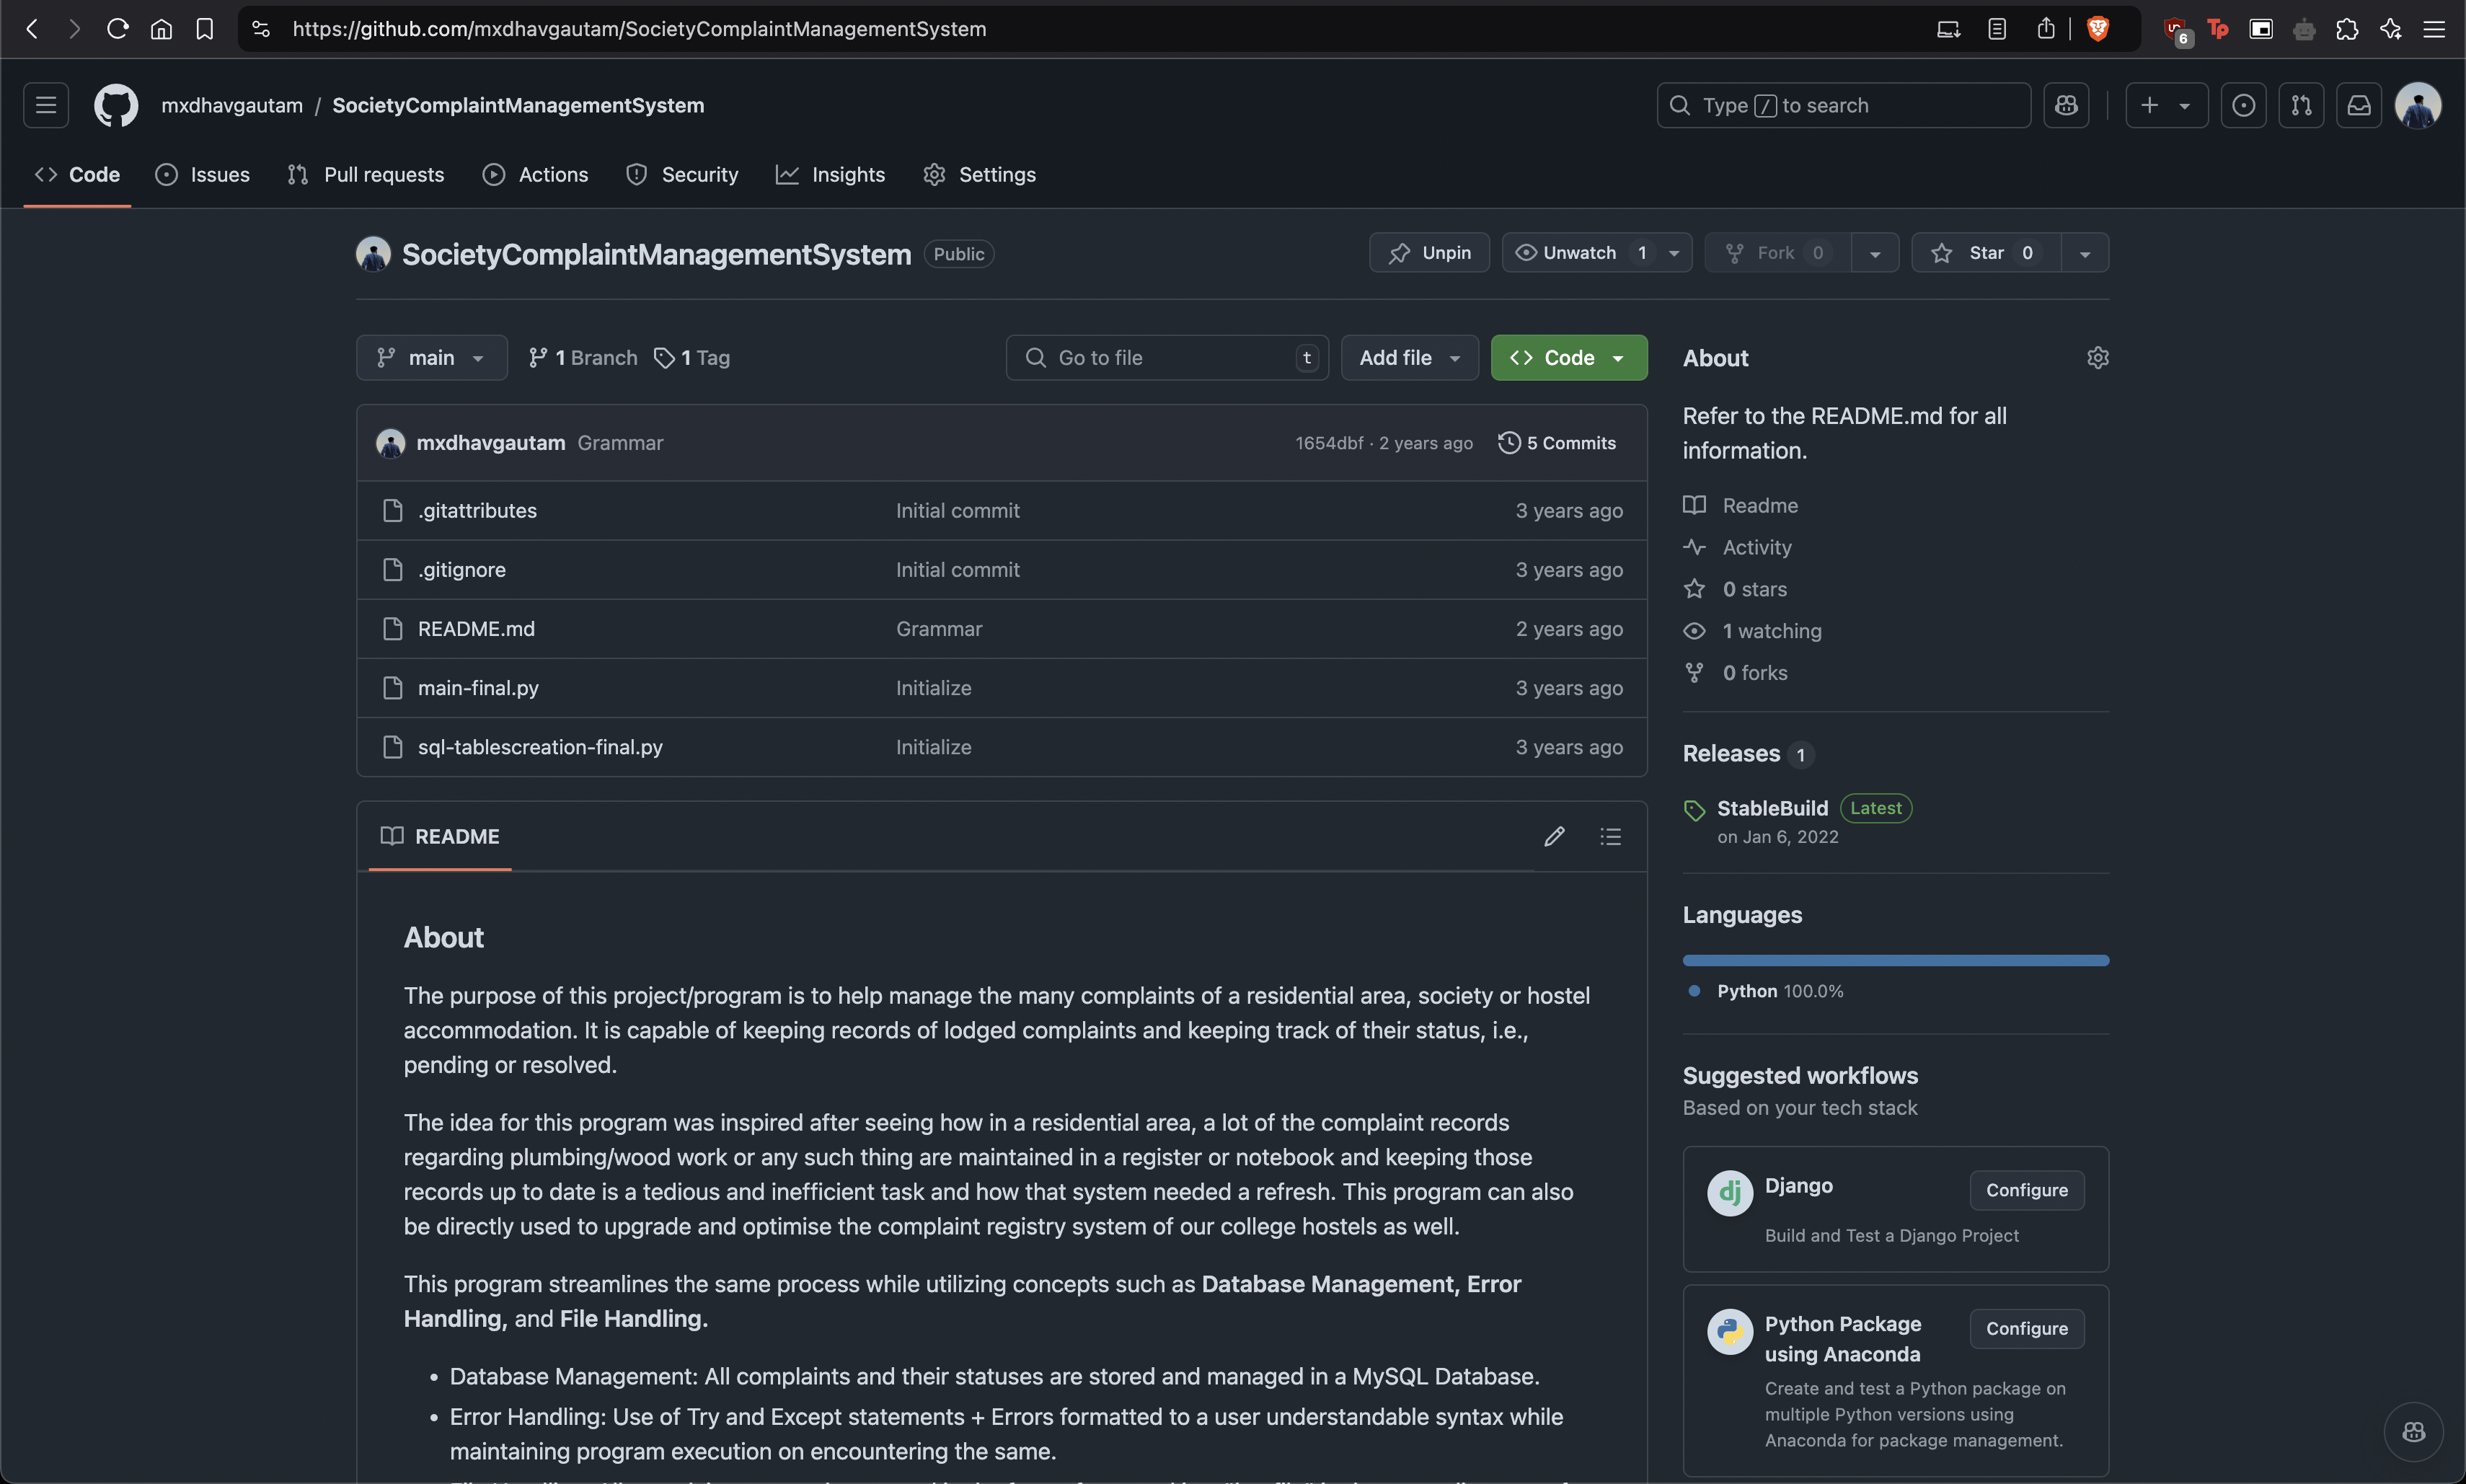 https://github.com/mxdhavgautam/SocietyComplaintManagementSystem
6
Tp
mxdhavgautam / SocietyComplaintManagementSystem
Type / to search
Code Issues Pull requests Actions Security Insights Settings
SocietyComplaintManagementSystem Public
Unpin Unwatch 1 Fork 0 Star 0
main 1 Branch 1 Tag Go to file t Add file Code
mxdhavgautam Grammar 1654dbf · 2 years ago 5 Commits
.gitattributes Initial commit 3 years ago
.gitignore Initial commit 3 years ago
README.md Grammar 2 years ago
main-final.py Initialize 3 years ago
sql-tablescreation-final.py Initialize 3 years ago
README
About
The purpose of this project/program is to help manage the many complaints of a residential area, society or hostel
accommodation. It is capable of keeping records of lodged complaints and keeping track of their status, i.e.,
pending or resolved.
The idea for this program was inspired after seeing how in a residential area, a lot of the complaint records
regarding plumbing/wood work or any such thing are maintained in a register or notebook and keeping those
records up to date is a tedious and inefficient task and how that system needed a refresh. This program can also
be directly used to upgrade and optimise the complaint registry system of our college hostels as well.
This program streamlines the same process while utilizing concepts such as Database Management, Error
Handling, and File Handling.
• Database Management: All complaints and their statuses are stored and managed in a MySQL Database.
• Error Handling: Use of Try and Except statements + Errors formatted to a user understandable syntax while
maintaining program execution on encountering the same.
About
Refer to the README.md for all
information.
Readme
Activity
0 stars
1 watching
0 forks
Releases 1
StableBuild Latest
on Jan 6, 2022
Languages
Python 100.0%
Suggested workflows
Based on your tech stack
dj Django Configure
Build and Test a Django Project
Python Package
using Anaconda
Configure
Create and test a Python package on
multiple Python versions using
Anaconda for package management.